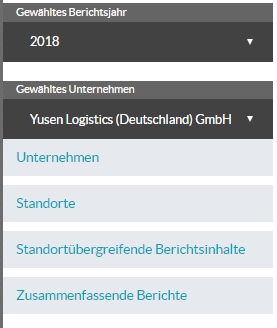 Gewähltes Berichtsjahr
2018
Gewähltes Unternehmen
Yusen Logistics (Deutschland) GmbH
Unternehmen
Standorte
Standortübergreifende Berichtsinhalte
Zusammenfassende Berichte